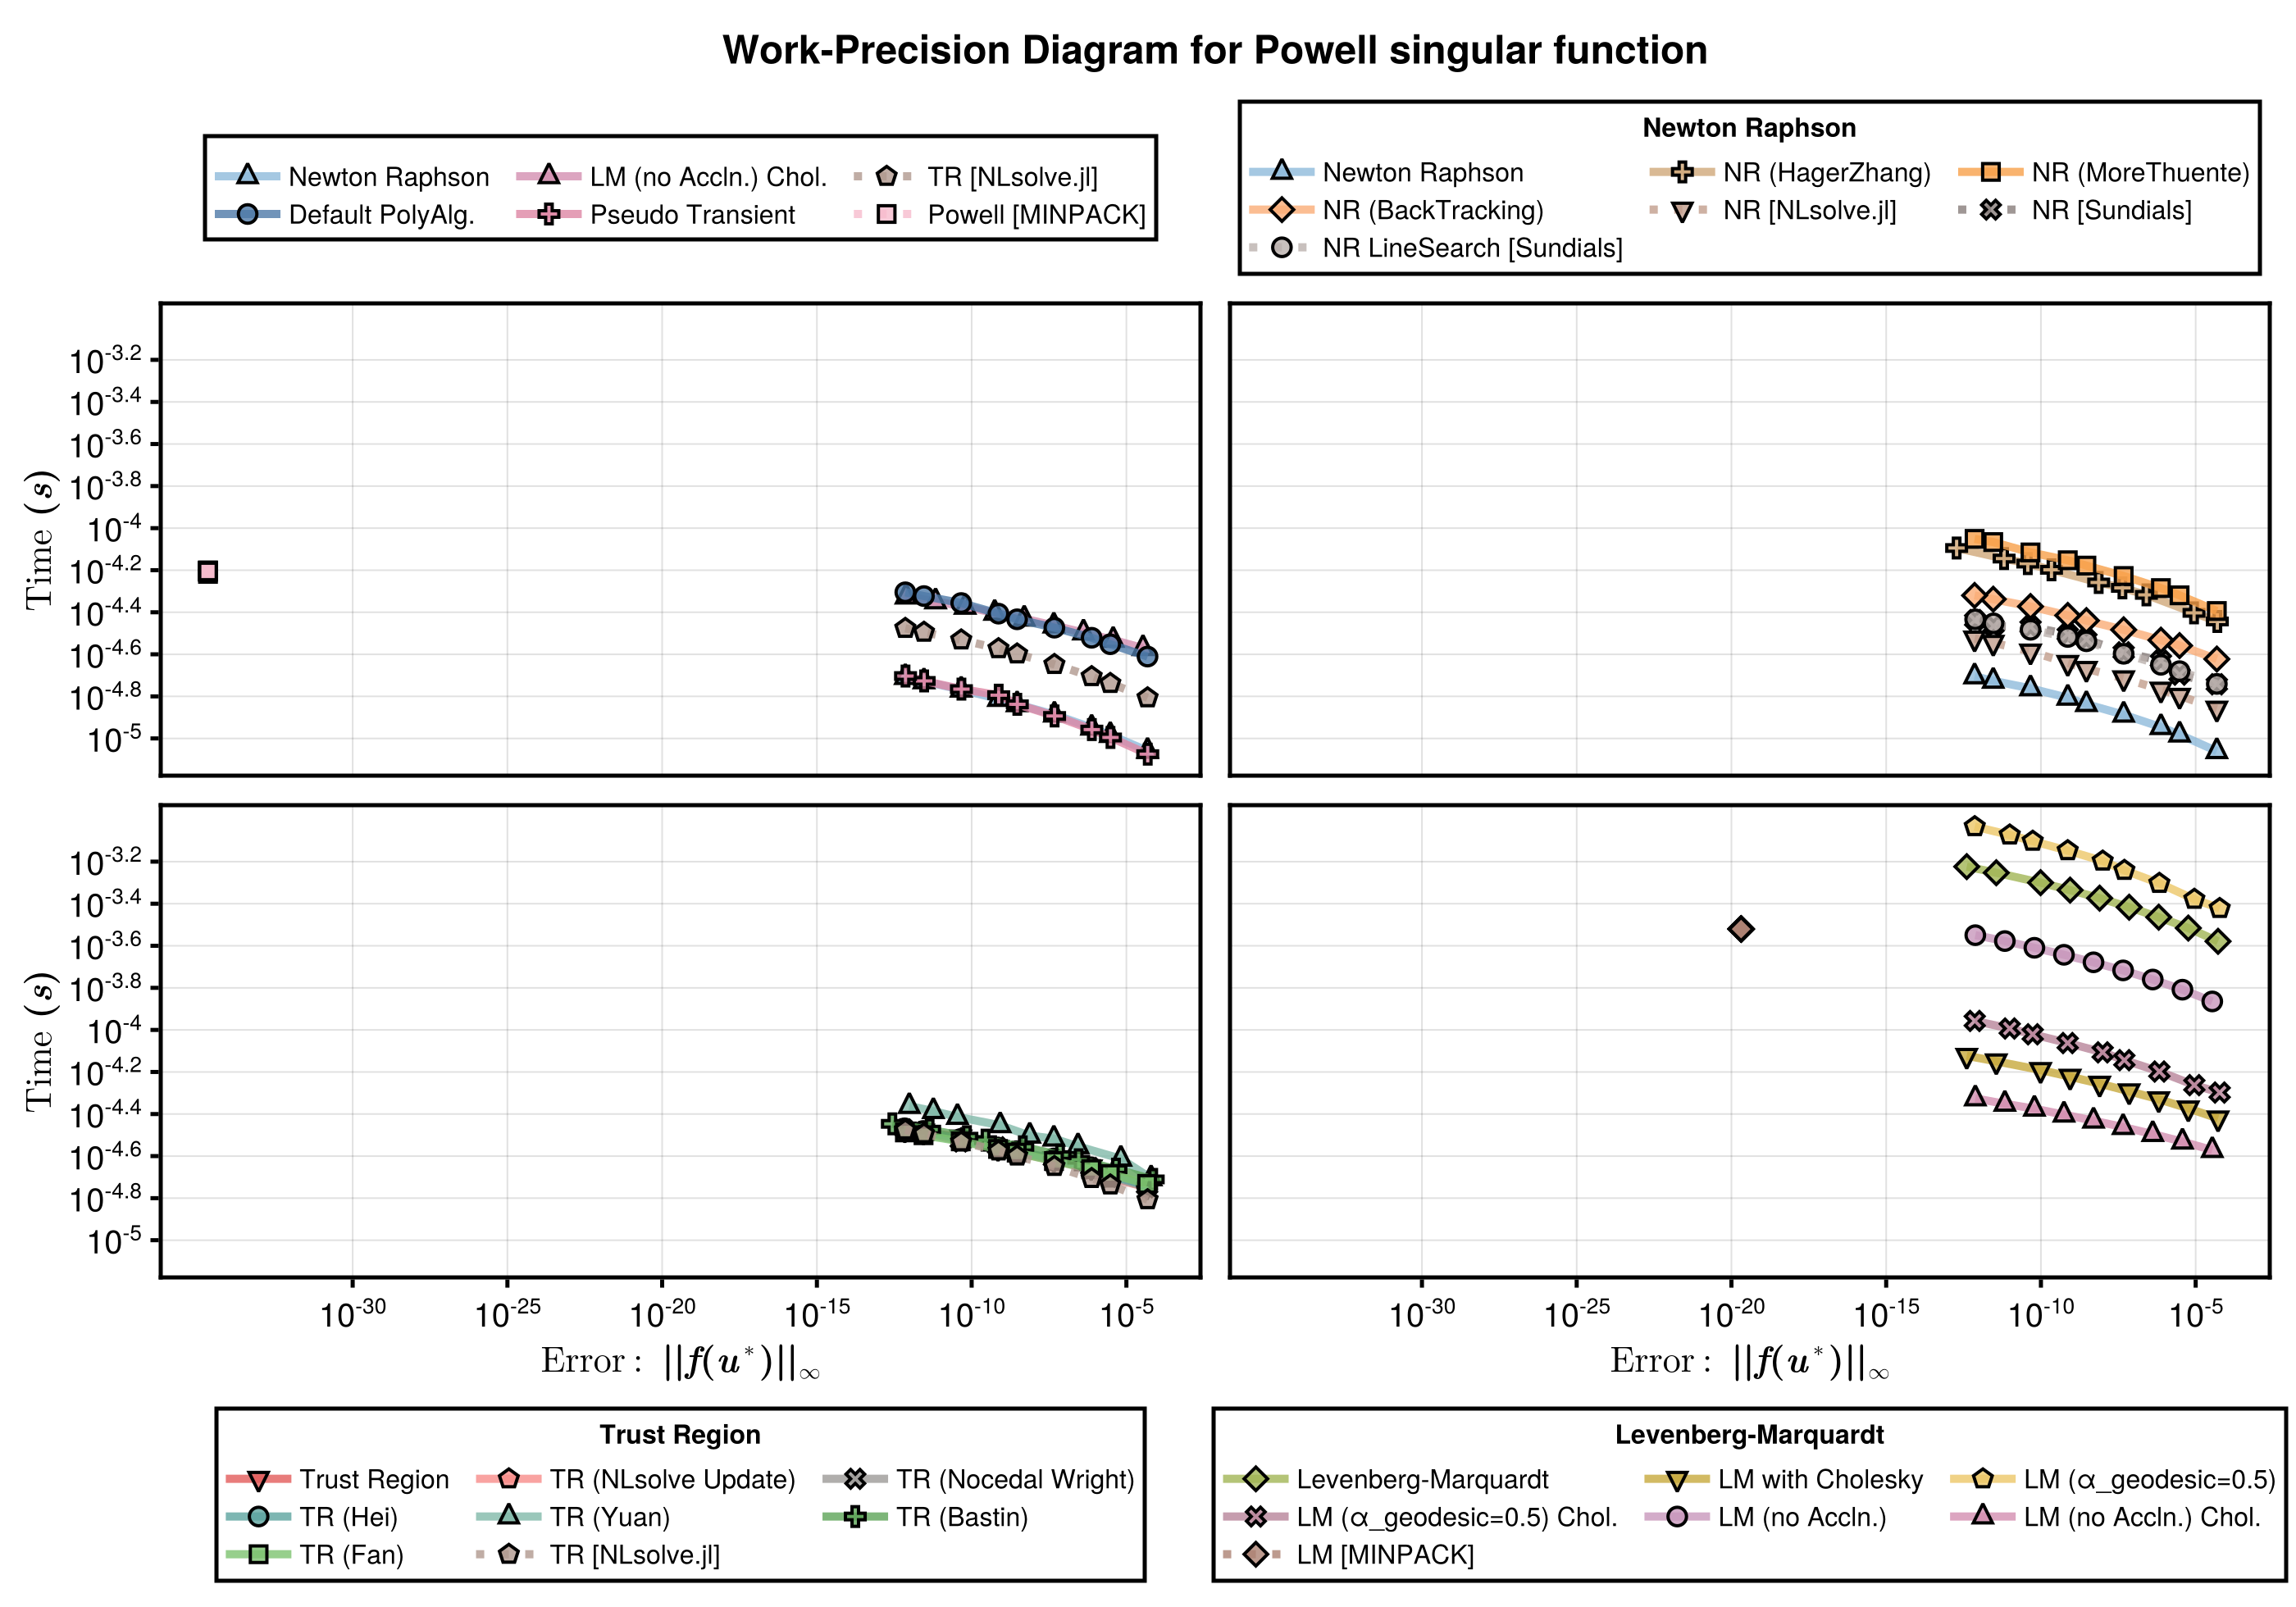 Work-Precision Diagram for Powell singular function
Newton Raphson LM (no Accln.) Chol. TR [NLsolve.jl]
Default PolyAlg. Pseudo Transient Powell [MINPACK]
Newton Raphson
Newton Raphson NR (HagerZhang) NR (MoreThuente)
NR (BackTracking) NR [NLsolve.jl] NR [Sundials]
NR LineSearch [Sundials]
Time (s)
10^-3.2
10^-3.4
10^-3.6
10^-3.8
10^-4
10^-4.2
10^-4.4
10^-4.6
10^-4.8
10^-5
Time (s)
10^-3.2
10^-3.4
10^-3.6
10^-3.8
10^-4
10^-4.2
10^-4.4
10^-4.6
10^-4.8
10^-5
10^-30 10^-25 10^-20 10^-15 10^-10 10^-5
10^-30 10^-25 10^-20 10^-15 10^-10 10^-5
Error: ||f(u*)||∞
Error: ||f(u*)||∞
Trust Region
Trust Region TR (NLsolve Update) TR (Nocedal Wright)
TR (Hei) TR (Yuan) TR (Bastin)
TR (Fan) TR [NLsolve.jl]
Levenberg-Marquardt
Levenberg-Marquardt LM with Cholesky LM (α_geodesic=0.5)
LM (α_geodesic=0.5) Chol. LM (no Accln.) LM (no Accln.) Chol.
LM [MINPACK]